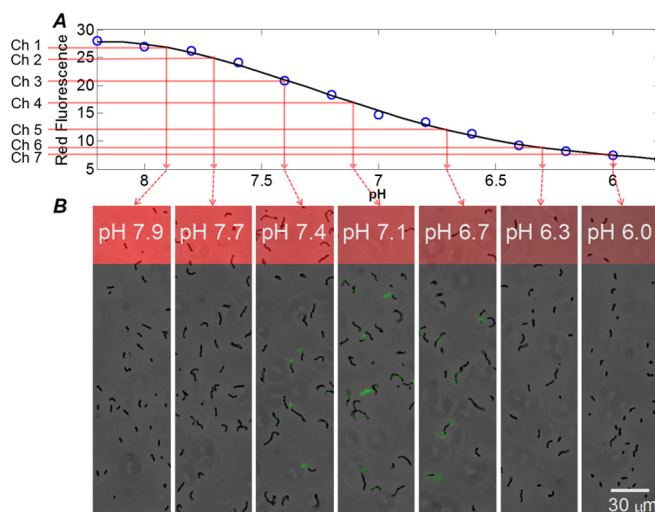 A
30
Ch 1
Ch 2
25
Ch 3
20
Ch 4
15
Ch 5
10
Ch 6
Ch 7
5
Red Fluorescence
8
7.5
7
6.5
6
pH
B
pH 7.9
pH 7.7
pH 7.4
pH 7.1
pH 6.7
pH 6.3
pH 6.0
30 μm